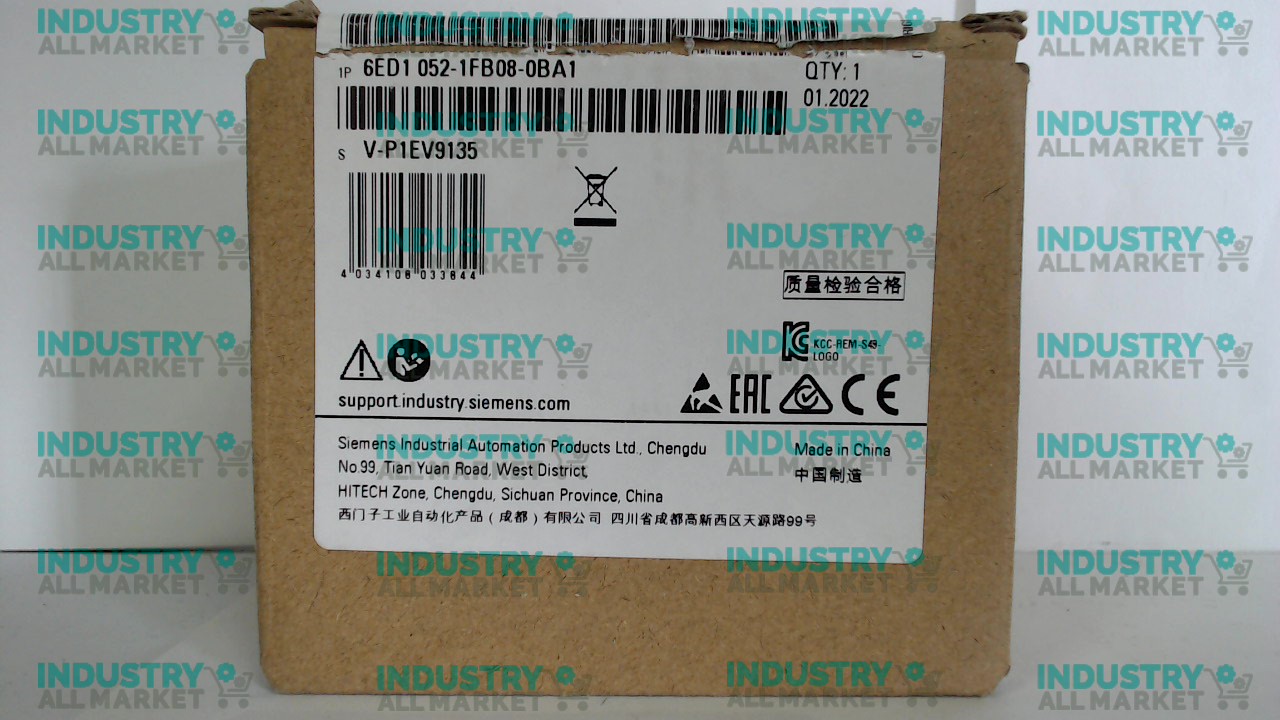 1P 6ED1 052-1FB08-0BA1
QTY: 1
01.2022
S V-P1EV9135
4 034108 033844
质量检验合格
KCC-REM-S49-
LOGO
support.industry.siemens.com
EAC
CE
Siemens Industrial Automation Products Ltd., Chengdu
No.99, Tian Yuan Road, West District,
HITECH Zone, Chengdu, Sichuan Province, China
西门子工业自动化产品(成都)有限公司 四川省成都高新西区天源路99号
Made in China
中国制造
INDUSTRY
ALL MARKET